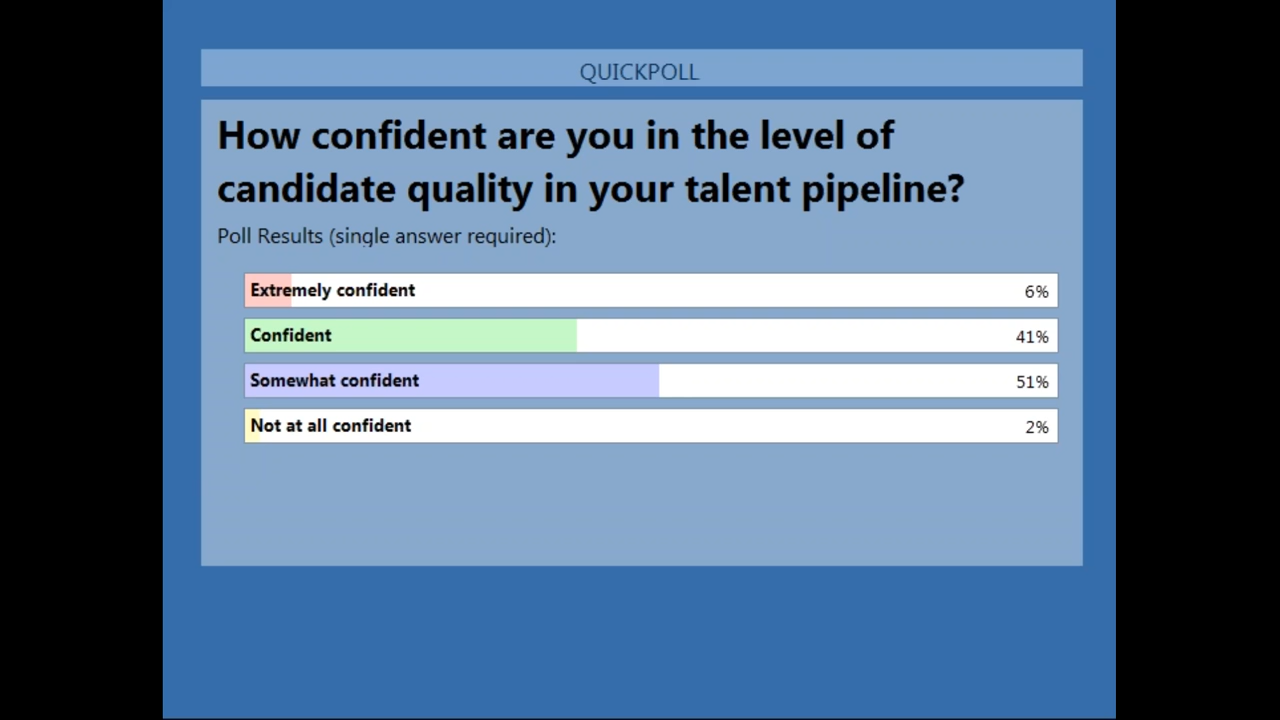 QUICKPOLL
How confident are you in the level of
candidate quality in your talent pipeline?
Poll Results (single answer required):
Extremely confident 6%
Confident 41%
Somewhat confident 51%
Not at all confident 2%